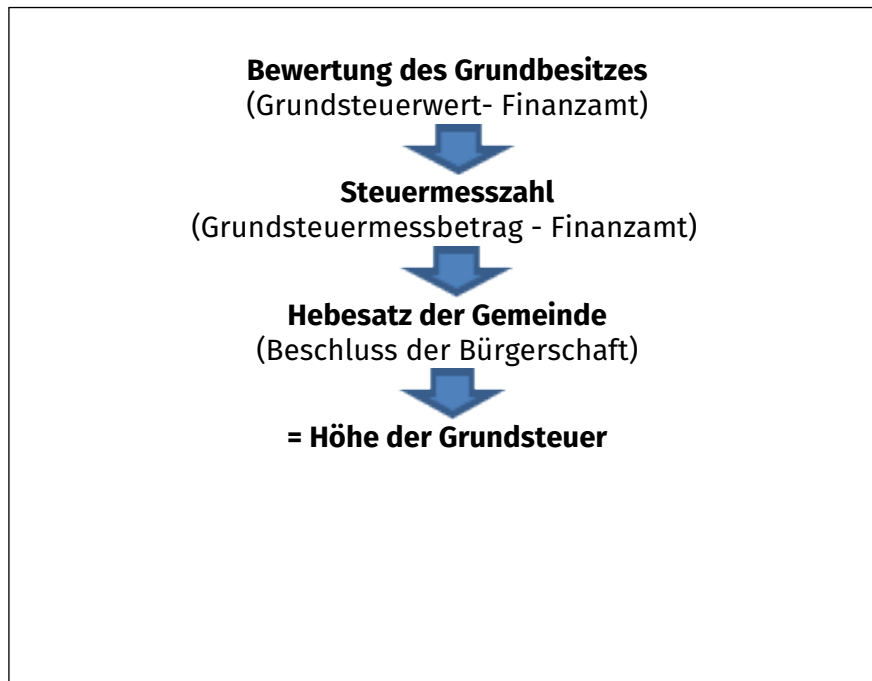 Bewertung des Grundbesitzes
(Grundsteuerwert- Finanzamt)
Steuermesszahl
(Grundsteuermessbetrag - Finanzamt)
Hebesatz der Gemeinde
(Beschluss der Bürgerschaft)
= Höhe der Grundsteuer